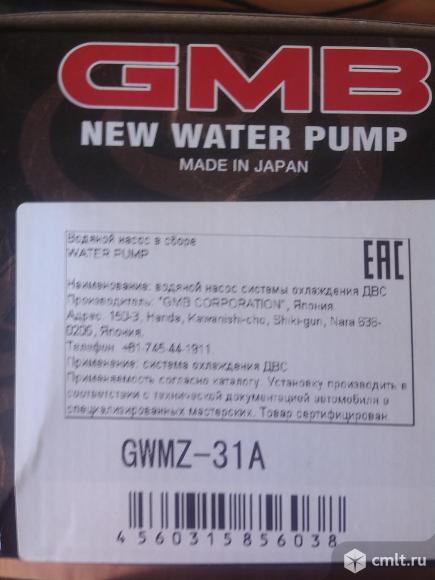 GMB
NEW WATER PUMP
MADE IN JAPAN
Водяной насос в сборе
WATER PUMP
EAC
Наименование: водяной насос системы охлаждения ДВС
Производитель: "GMB CORPORATION", Япония
Адрес: 150-3, Handa, Kawanishi-cho, Shiki-gun, Nara 636-
0206, Япония.
Телефон: +81-745-44-1911
Применение: система охлаждения ДВС
Применяемость согласно каталогу. Установку производить в
соответствии с технической документацией автомобиля в
специализированных мастерских. Товар сертифицирован.
GWMZ-31A
4560315856038
cmlt.ru